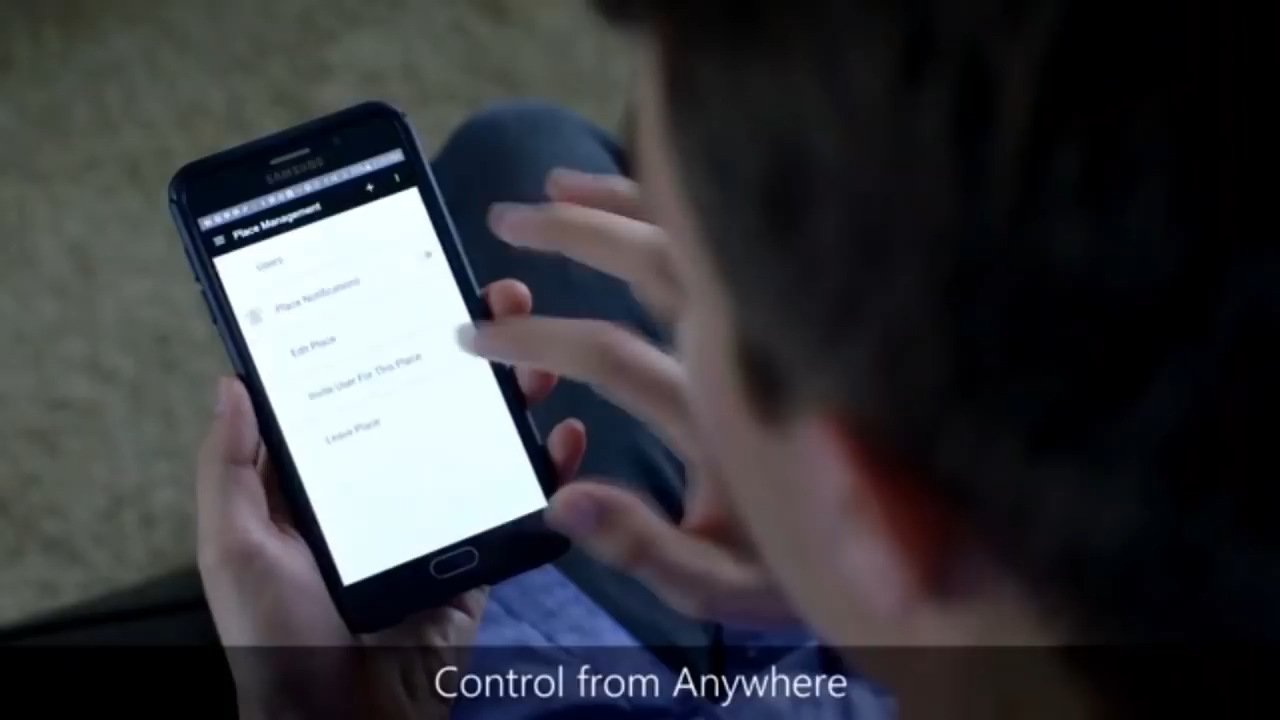 SAMSUNG
Place Management
Users
Place Notifications
Edit Place
Invite User For This Place
Leave Place
Control from Anywhere